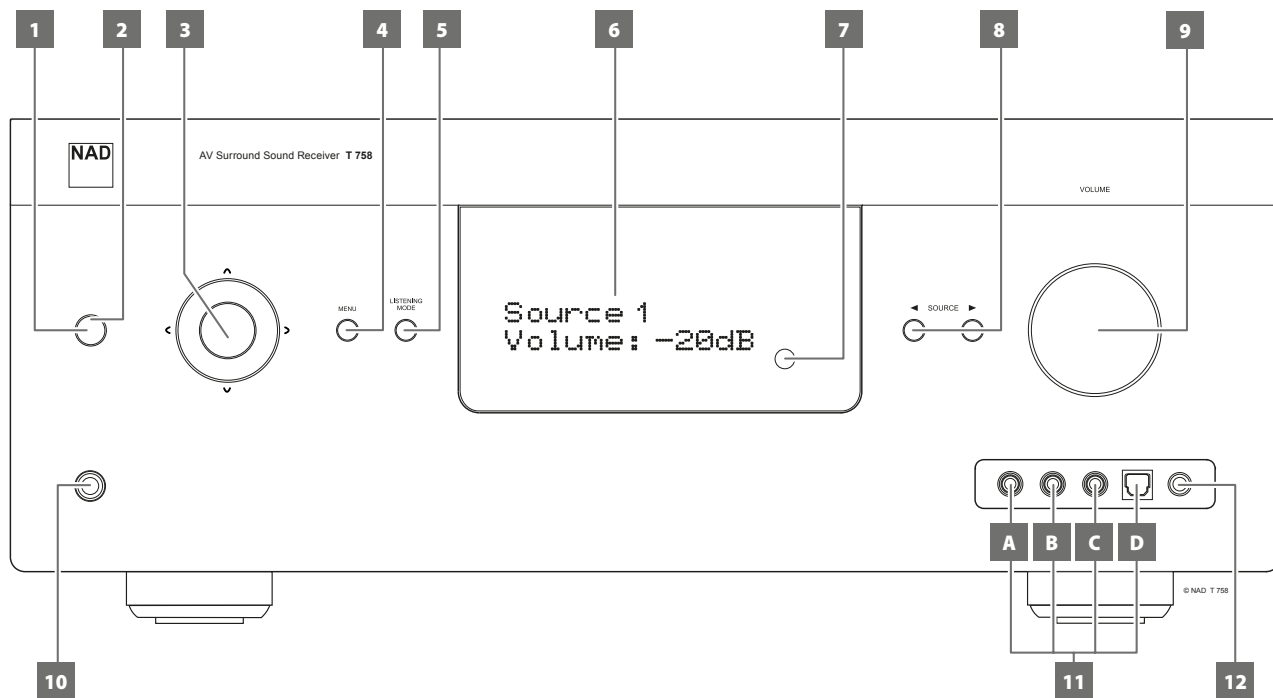 1 2 3 4 5 6 7 8 9
NAD
AV Surround Sound Receiver T 758
VOLUME
MENU
LISTENING
MODE
Source 1
Volume: -20dB
◄ SOURCE ►
A B C D
© NAD T 758
10 11 12